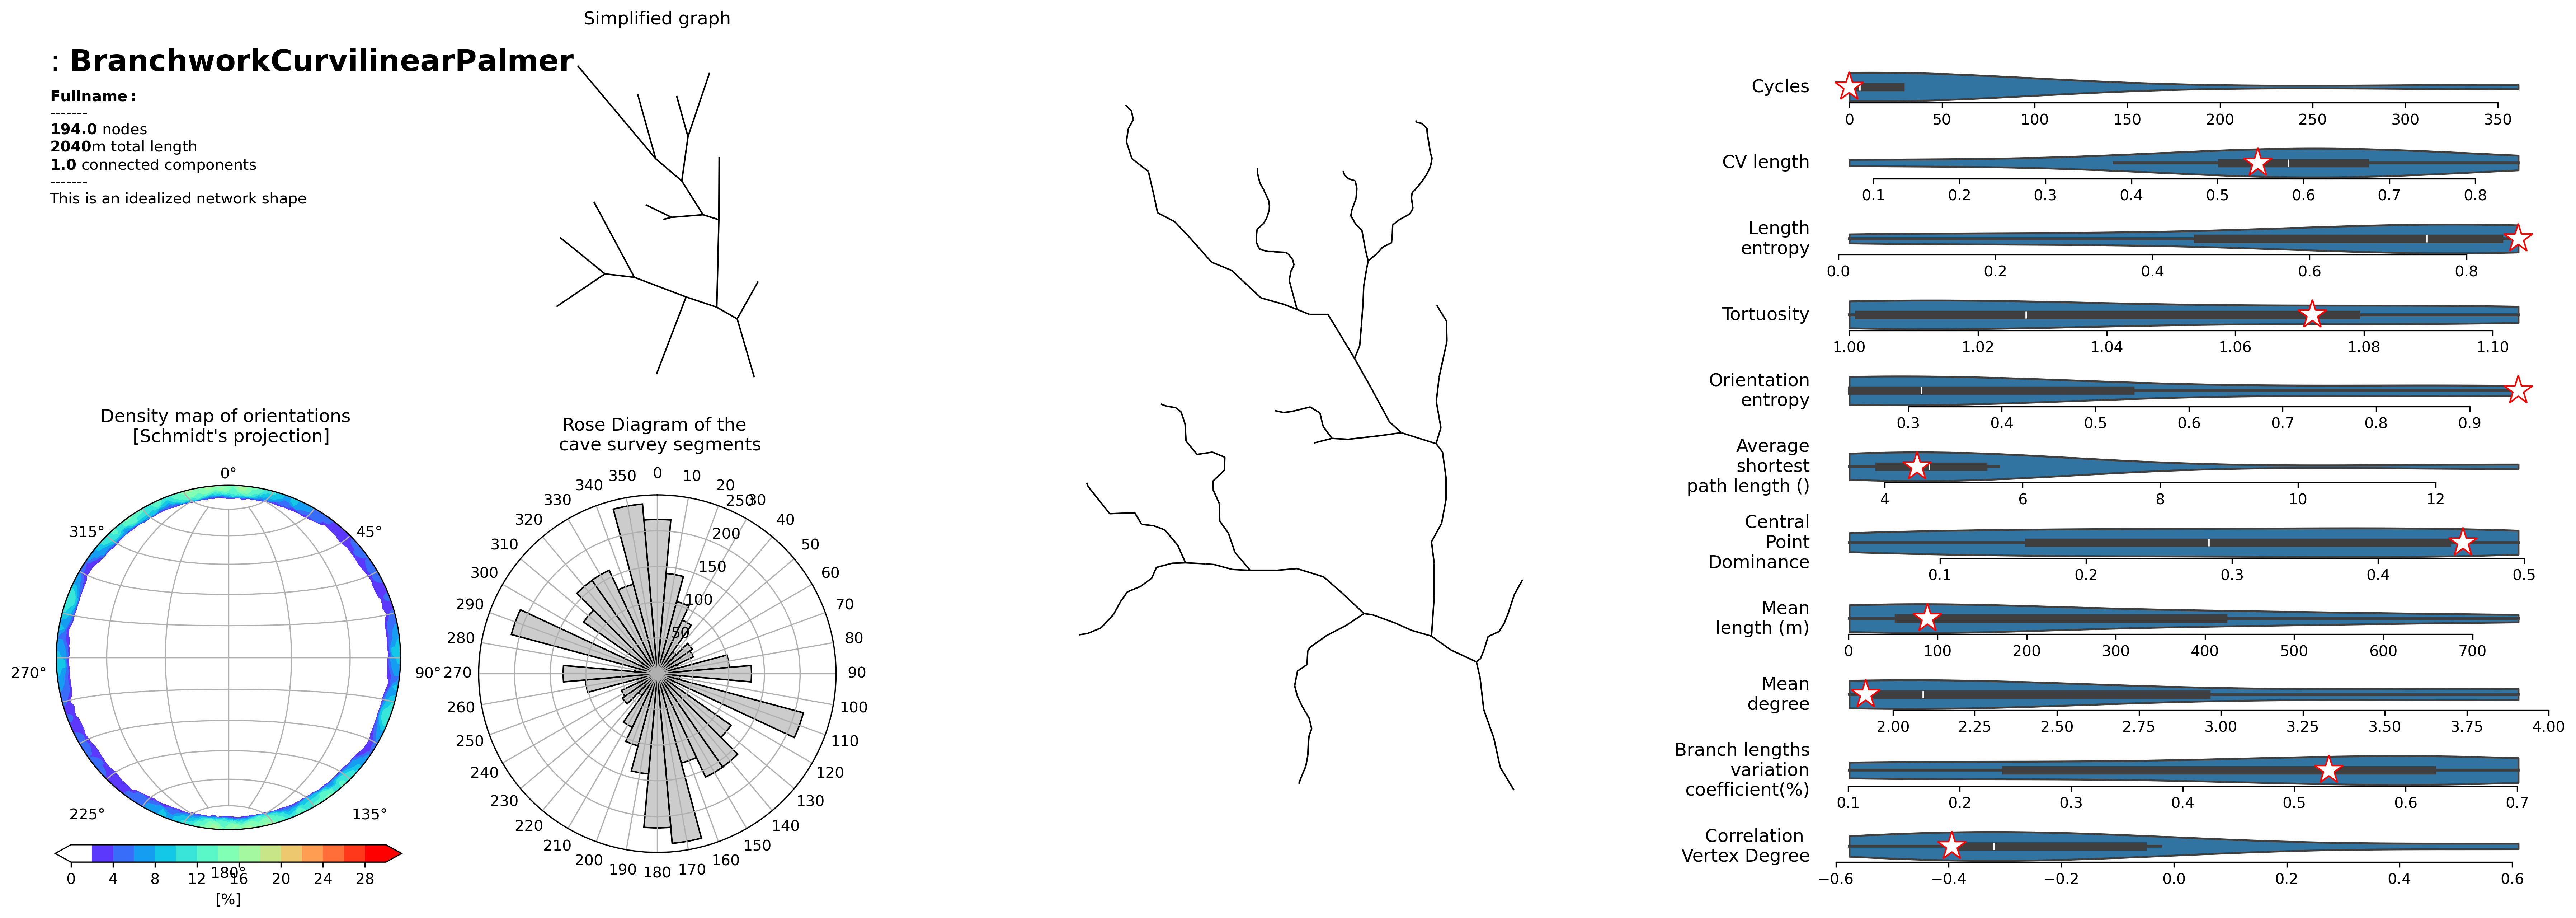 Simplified graph
: BranchworkCurvilinearPalmer
Fullname :
-------
194.0 nodes
2040m total length
1.0 connected components
-------
This is an idealized network shape
Density map of orientations
[Schmidt's projection]
0°
45°
90°
135°
180°
225°
270°
315°
0 4 8 12 16 20 24 28
[%]
Rose Diagram of the
cave survey segments
0 10 20 30 40 50 60 70 80 90 100 110 120 130 140 150 160 170 180 190 200 210 220 230 240 250 260 270 280 290 300 310 320 330 340 350
50 100 150 200 250
Cycles
0 50 100 150 200 250 300 350
CV length
0.1 0.2 0.3 0.4 0.5 0.6 0.7 0.8
Length
entropy
0.0 0.2 0.4 0.6 0.8
Tortuosity
1.00 1.02 1.04 1.06 1.08 1.10
Orientation
entropy
0.3 0.4 0.5 0.6 0.7 0.8 0.9
Average
shortest
path length ()
4 6 8 10 12
Central
Point
Dominance
0.1 0.2 0.3 0.4 0.5
Mean
length (m)
0 100 200 300 400 500 600 700
Mean
degree
2.00 2.25 2.50 2.75 3.00 3.25 3.50 3.75 4.00
Branch lengths
variation
coefficient(%)
0.1 0.2 0.3 0.4 0.5 0.6 0.7
Correlation
Vertex Degree
−0.6 −0.4 −0.2 0.0 0.2 0.4 0.6